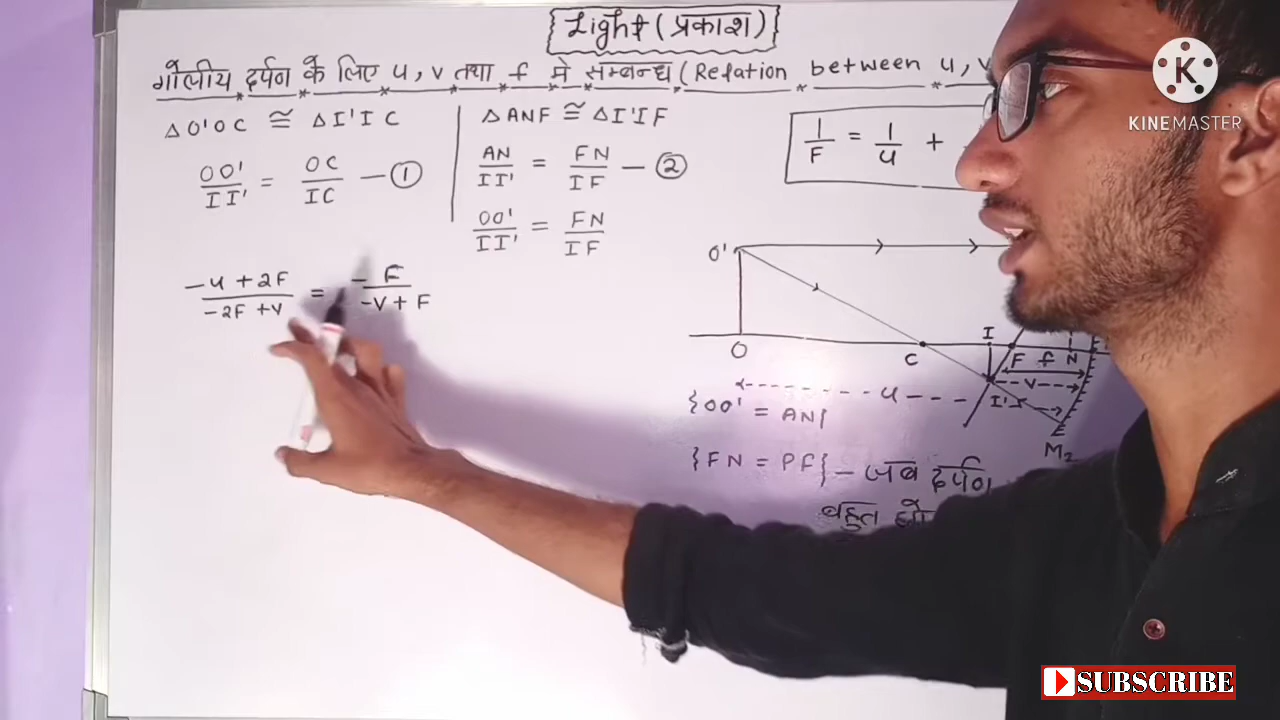 {Light (प्रकाश)}
गोलीय दर्पण के लिए u, v तथा f मे सम्बन्ध (Relation between u, v
△O'OC ≅ △I'IC
OO'/II' = OC/IC — ①
△ANF ≅ △I'IF
AN/II' = FN/IF — ②
OO'/II' = FN/IF
-u + 2F/-2F + v = -F/-v + F
1/F = 1/u +
O'
O
C
I
F f N
v
I'
u
M2
{OO' = AN}
{FN = PF} – जब दर्पण
बहुत
K
KINEMASTER
SUBSCRIBE